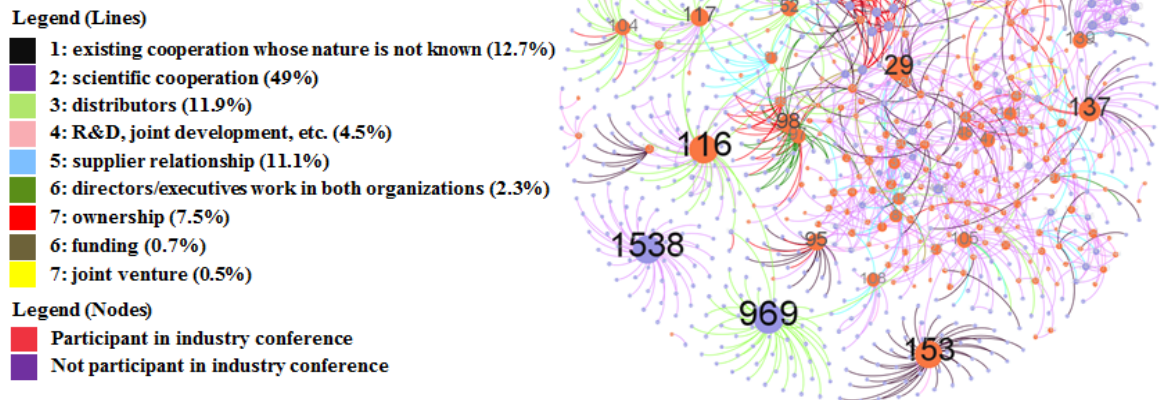 Legend (Lines)
1: existing cooperation whose nature is not known (12.7%)
2: scientific cooperation (49%)
3: distributors (11.9%)
4: R&D, joint development, etc. (4.5%)
5: supplier relationship (11.1%)
6: directors/executives work in both organizations (2.3%)
7: ownership (7.5%)
6: funding (0.7%)
7: joint venture (0.5%)
Legend (Nodes)
Participant in industry conference
Not participant in industry conference
104
117
29
137
98
116
1538
95
105
969
153